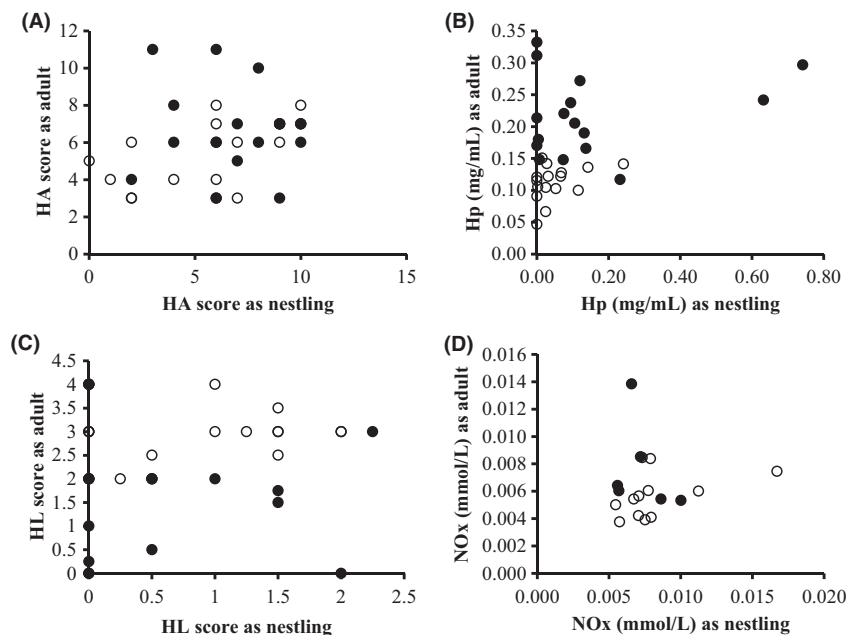 (A)
12
10
8
6
4
2
0
HA score as adult
0 5 10 15
HA score as nestling
(B)
0.35
0.30
0.25
0.20
0.15
0.10
0.05
0.00
Hp (mg/mL) as adult
0.00 0.20 0.40 0.60 0.80
Hp (mg/mL) as nestling
(C)
4.5
4
3.5
3
2.5
2
1.5
1
0.5
0
HL score as adult
0 0.5 1 1.5 2 2.5
HL score as nestling
(D)
0.016
0.014
0.012
0.010
0.008
0.006
0.004
0.002
0.000
NOx (mmol/L) as adult
0.000 0.005 0.010 0.015 0.020
NOx (mmol/L) as nestling